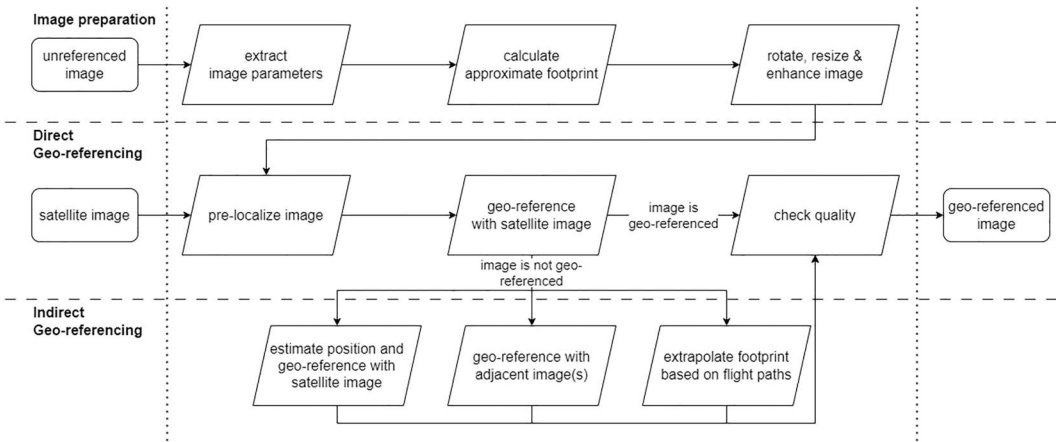 Image preparation
unreferenced
image
extract
image parameters
calculate
approximate footprint
rotate, resize &
enhance image
Direct
Geo-referencing
satellite image
pre-localize image
geo-reference
with satellite image
image is
geo-referenced
check quality
geo-referenced
image
image is not geo-
referenced
Indirect
Geo-referencing
estimate position and
geo-reference with
satellite image
geo-reference with
adjacent image(s)
extrapolate footprint
based on flight paths